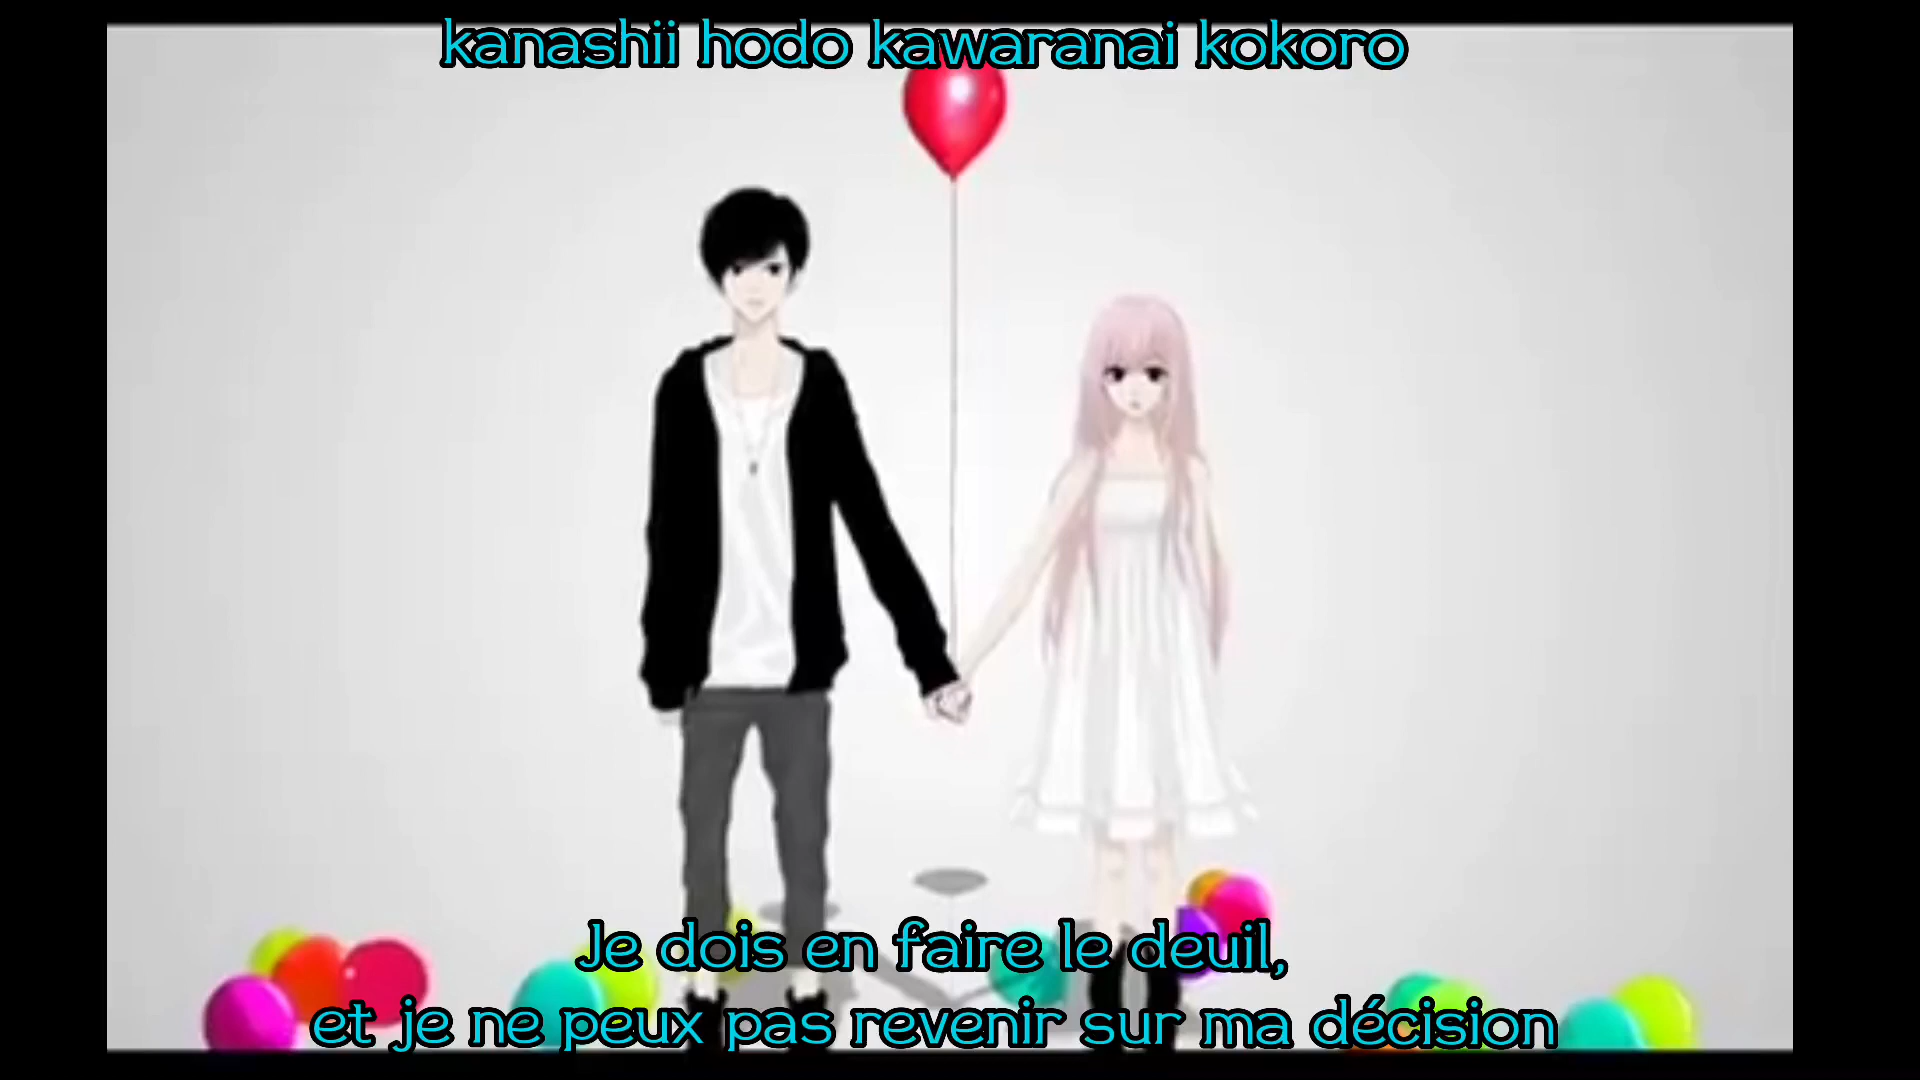 kanashii hodo kawaranai kokoro
Je dois en faire le deuil,
et je ne peux pas revenir sur ma décision